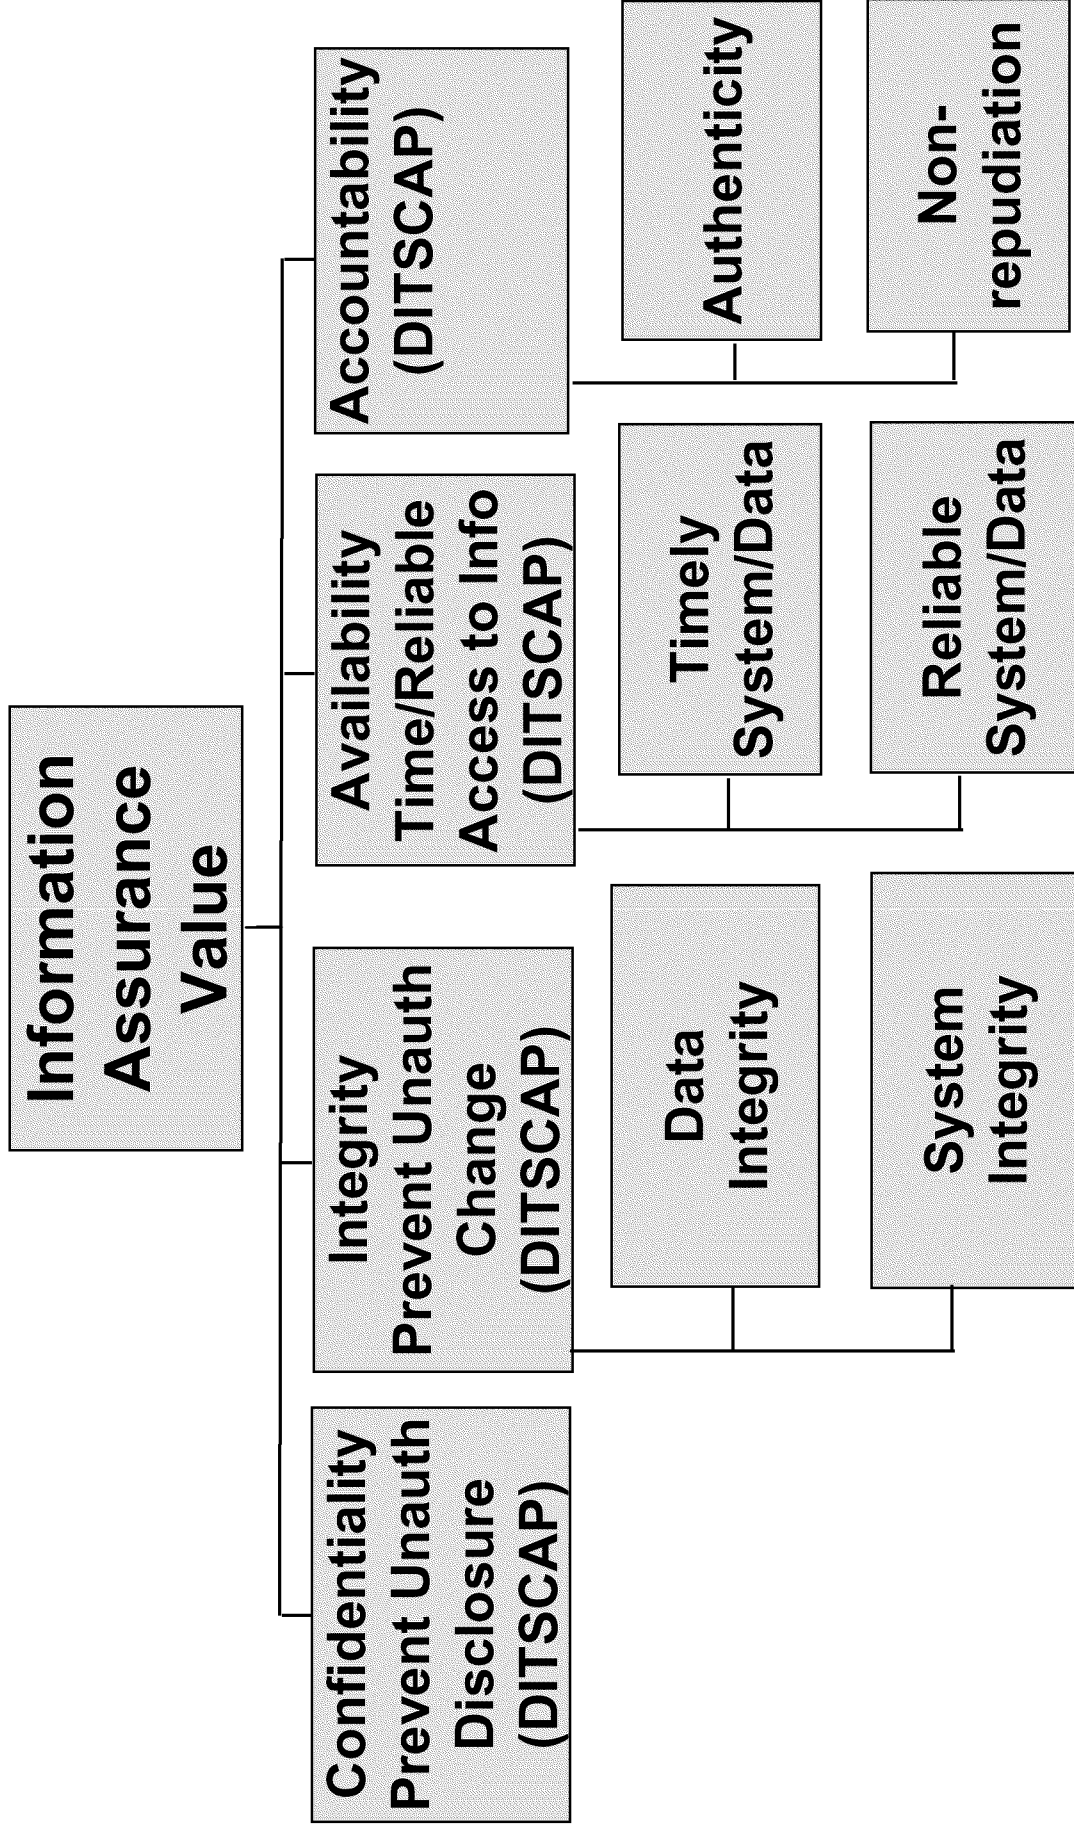 Information
Assurance
Value
Confidentiality
Prevent Unauth
Disclosure
(DITSCAP)
Integrity
Prevent Unauth
Change
(DITSCAP)
Availability
Time/Reliable
Access to Info
(DITSCAP)
Accountability
(DITSCAP)
Data
Integrity
Timely
System/Data
Authenticity
System
Integrity
Reliable
System/Data
Non-
repudiation